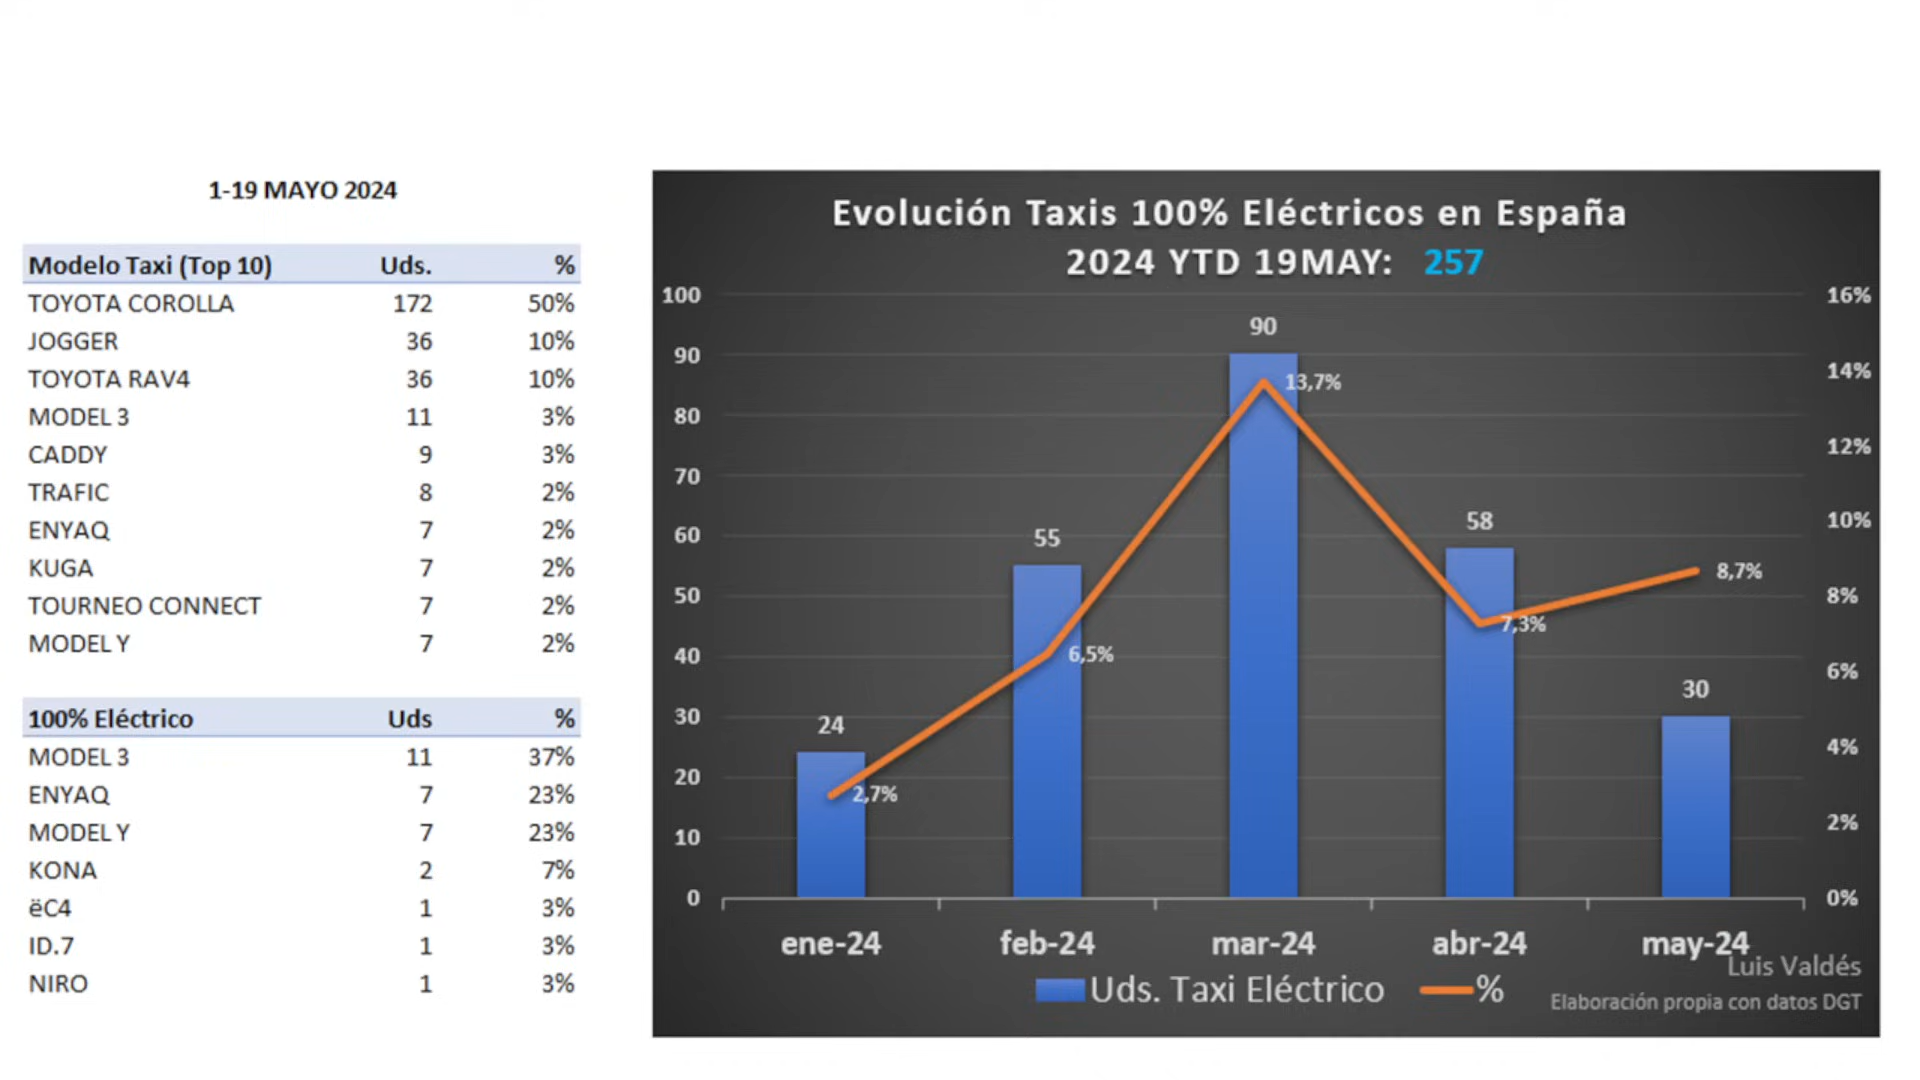 1-19 MAYO 2024
Modelo Taxi (Top 10) Uds. %
TOYOTA COROLLA 172 50%
JOGGER 36 10%
TOYOTA RAV4 36 10%
MODEL 3 11 3%
CADDY 9 3%
TRAFIC 8 2%
ENYAQ 7 2%
KUGA 7 2%
TOURNEO CONNECT 7 2%
MODEL Y 7 2%
100% Eléctrico Uds %
MODEL 3 11 37%
ENYAQ 7 23%
MODEL Y 7 23%
KONA 2 7%
ëC4 1 3%
ID.7 1 3%
NIRO 1 3%
Evolución Taxis 100% Eléctricos en España
2024 YTD 19MAY: 257
100
90
80
70
60
50
40
30
20
10
0
24
55
90
58
30
2,7%
6,5%
13,7%
7,3%
8,7%
16%
14%
12%
10%
8%
6%
4%
2%
0%
ene-24 feb-24 mar-24 abr-24 may-24
Uds. Taxi Eléctrico %
Luis Valdés
Elaboración propia con datos DGT